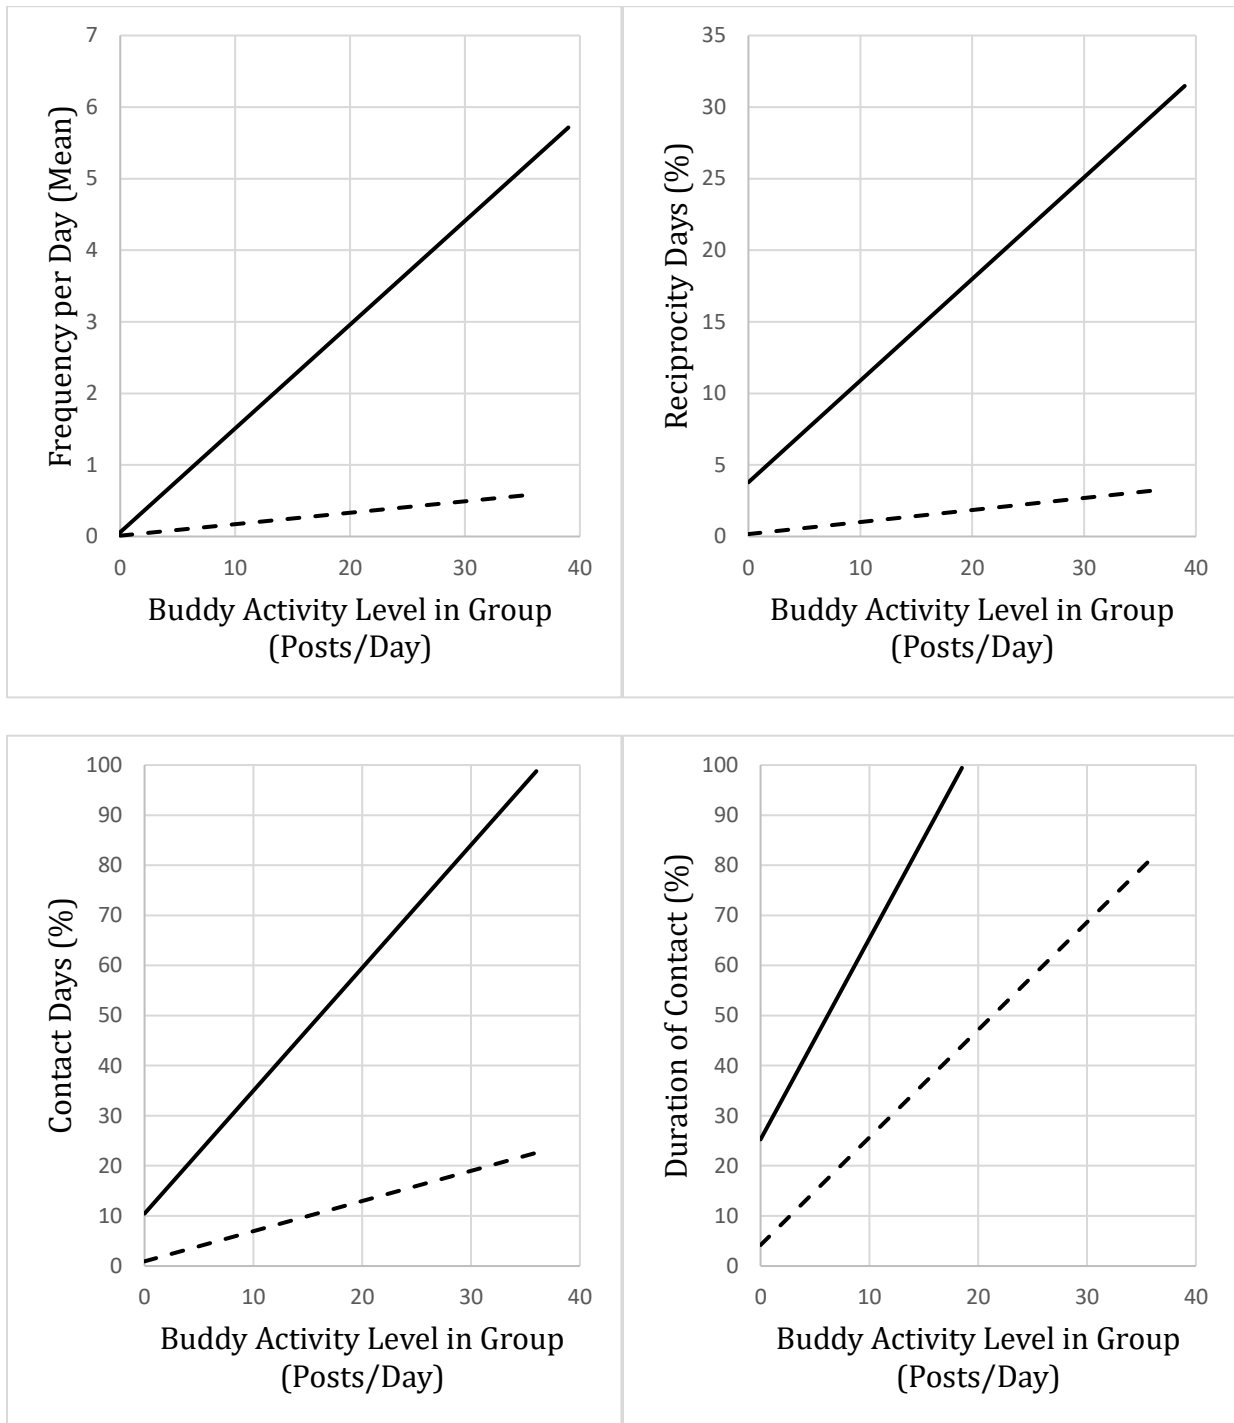 Frequency per Day (Mean)
7
6
5
4
3
2
1
0
0 10 20 30 40
Buddy Activity Level in Group
(Posts/Day)
Reciprocity Days (%)
35
30
25
20
15
10
5
0
0 10 20 30 40
Buddy Activity Level in Group
(Posts/Day)
Contact Days (%)
100
90
80
70
60
50
40
30
20
10
0
0 10 20 30 40
Buddy Activity Level in Group
(Posts/Day)
Duration of Contact (%)
100
90
80
70
60
50
40
30
20
10
0
0 10 20 30 40
Buddy Activity Level in Group
(Posts/Day)